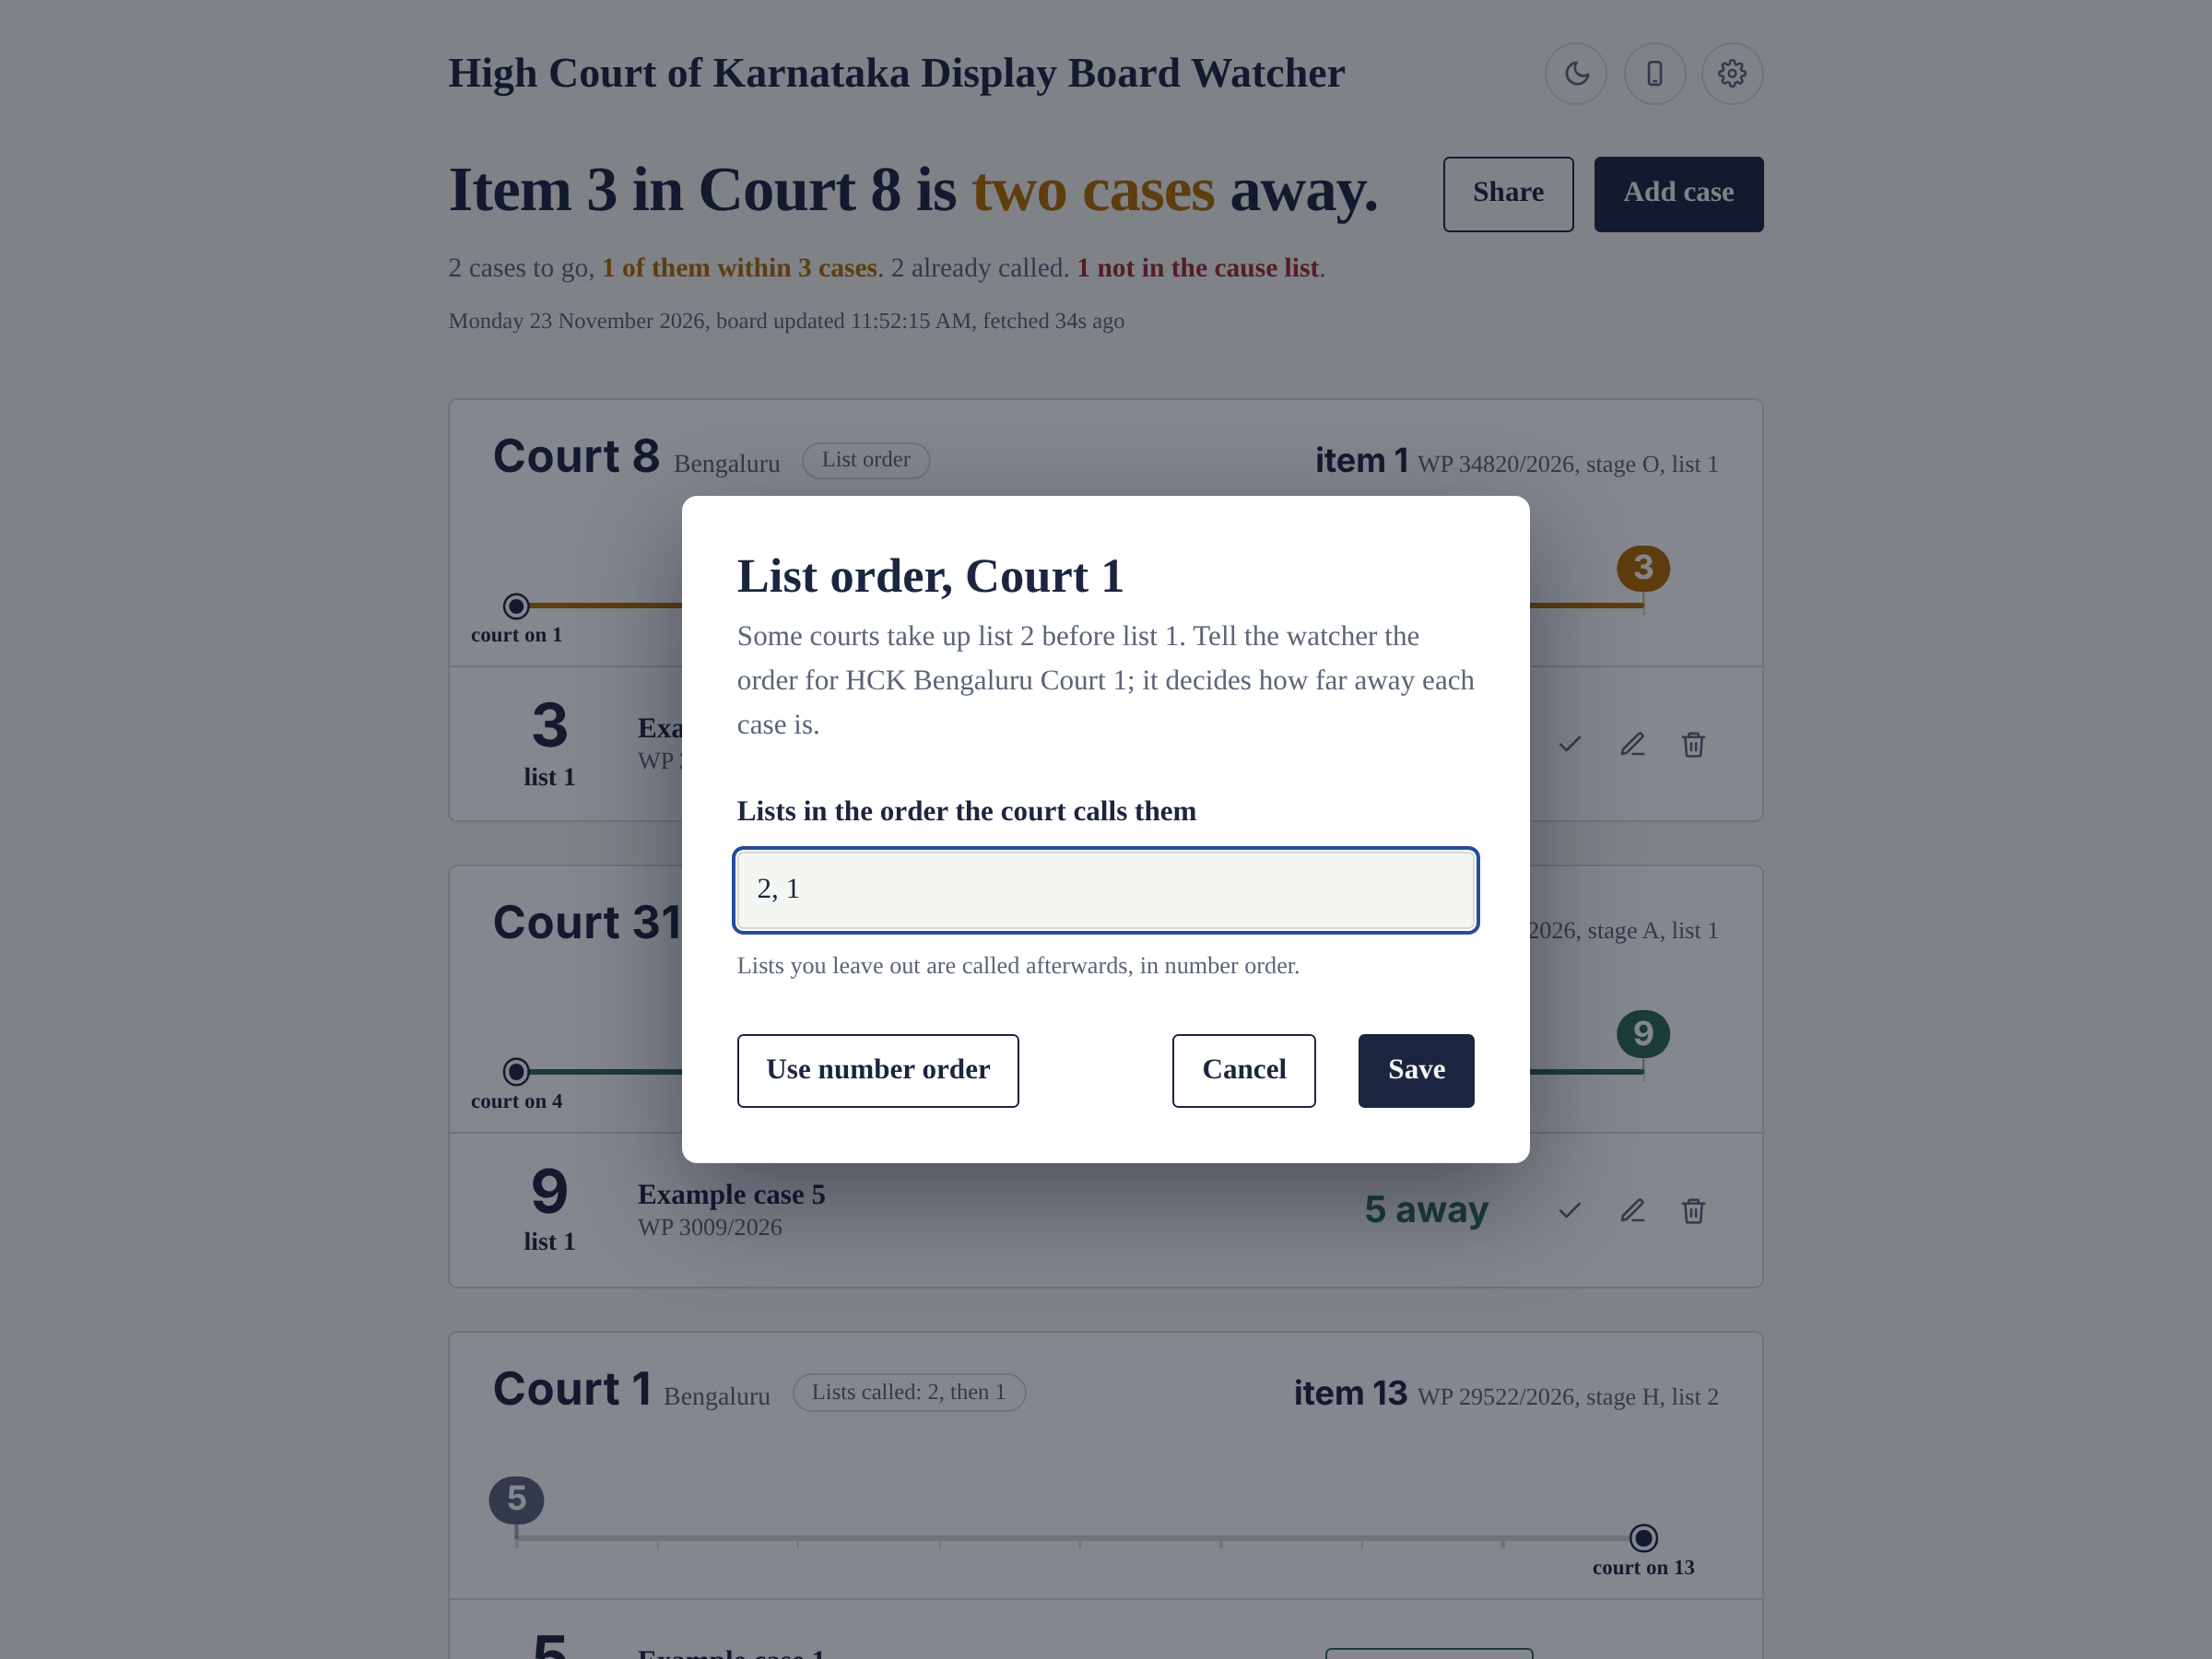 High Court of Karnataka Display Board Watcher
Item 3 in Court 8 is two cases away.
Share
Add case
2 cases to go, 1 of them within 3 cases. 2 already called. 1 not in the cause list.
Monday 23 November 2026, board updated 11:52:15 AM, fetched 34s ago
Court 8 Bengaluru
List order
item 1 WP 34820/2026, stage O, list 1
3
court on 1
3
list 1
List order, Court 1
Some courts take up list 2 before list 1. Tell the watcher the
order for HCK Bengaluru Court 1; it decides how far away each
case is.
Lists in the order the court calls them
2, 1
Lists you leave out are called afterwards, in number order.
Use number order
Cancel
Save
Court 31
2026, stage A, list 1
9
court on 4
9
list 1
Example case 5
WP 3009/2026
5 away
Court 1 Bengaluru
Lists called: 2, then 1
item 13 WP 29522/2026, stage H, list 2
5
court on 13
5
Example case 1